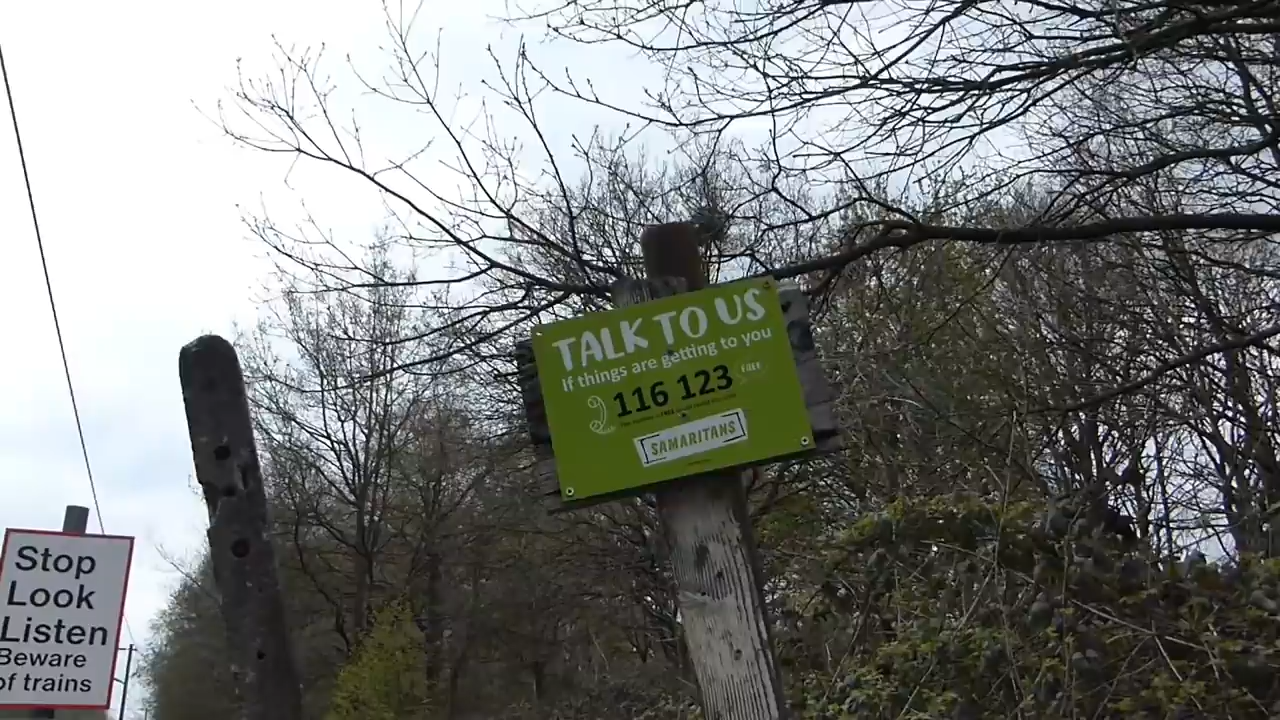 TALK TO US
If things are getting to you
116 123
FREE
SAMARITANS
Stop
Look
Listen
Beware
of trains